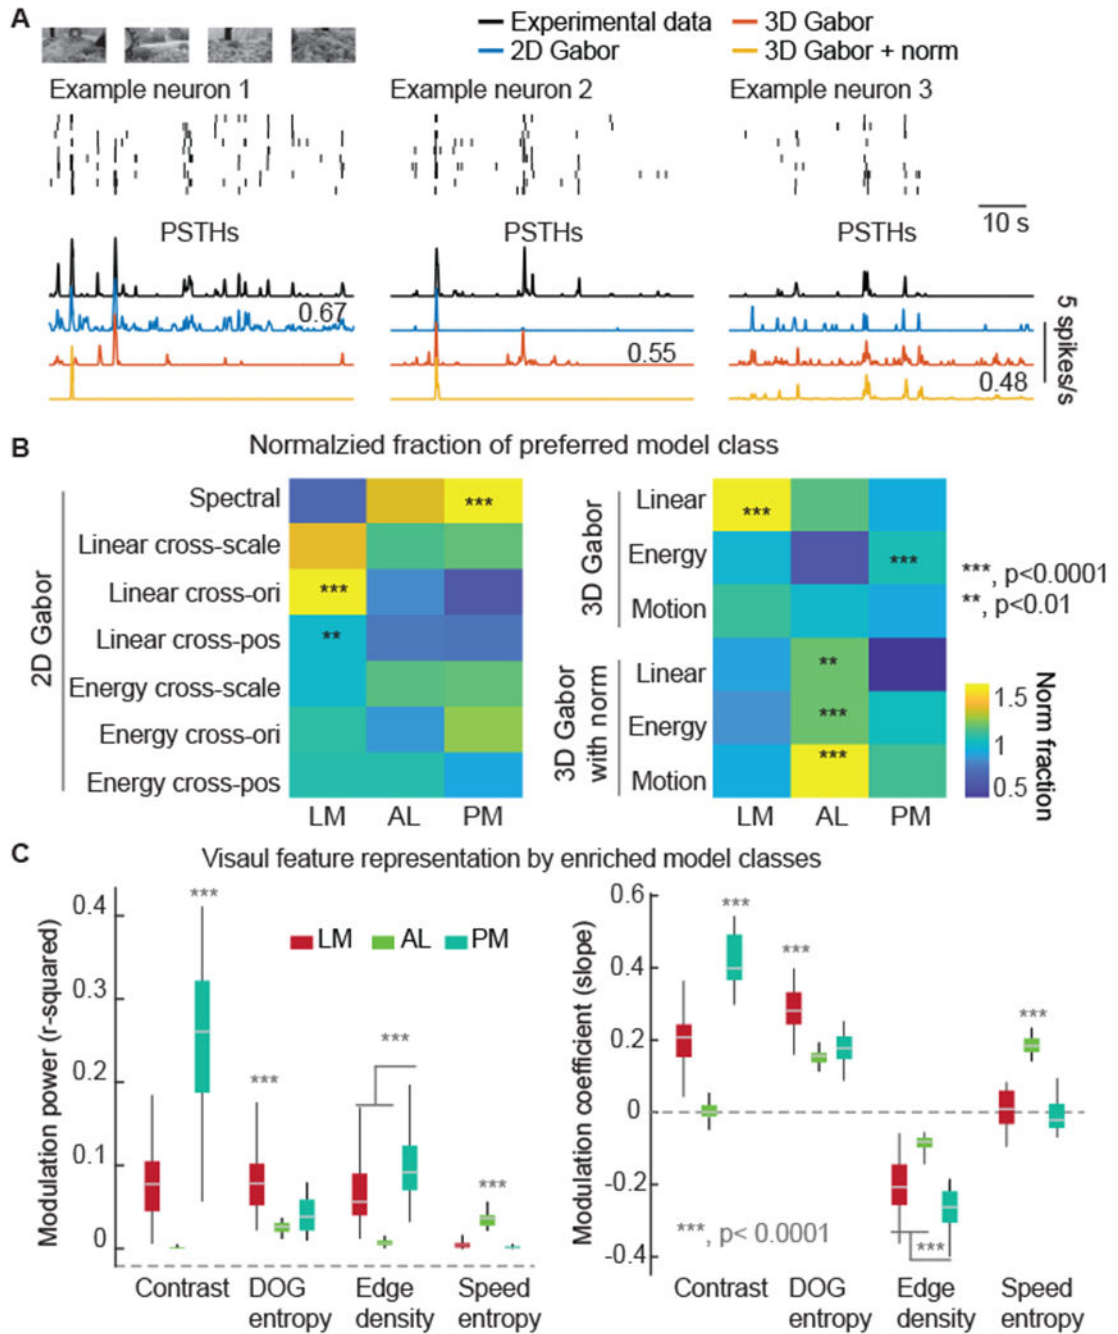 A
Experimental data
3D Gabor
2D Gabor
3D Gabor + norm
Example neuron 1
Example neuron 2
Example neuron 3
10 s
PSTHs
PSTHs
PSTHs
0.67
0.55
0.48
5 spikes/s
B
Normalzied fraction of preferred model class
2D Gabor
Spectral
Linear cross-scale
Linear cross-ori
Linear cross-pos
Energy cross-scale
Energy cross-ori
Energy cross-pos
***
***
**
LM AL PM
3D Gabor
Linear
Energy
Motion
3D Gabor
with norm
Linear
Energy
Motion
***
***
**
***
***
LM AL PM
***, p<0.0001
**, p<0.01
Norm fraction
1.5
1
0.5
C
Visaul feature representation by enriched model classes
Modulation power (r-squared)
0.4
0.3
0.2
0.1
0
LM AL PM
***
***
***
***
Contrast
DOG
entropy
Edge
density
Speed
entropy
Modulation coefficient (slope)
0.6
0.4
0.2
0
-0.2
-0.4
***
***
***
***
***, p< 0.0001
Contrast
DOG
entropy
Edge
density
Speed
entropy